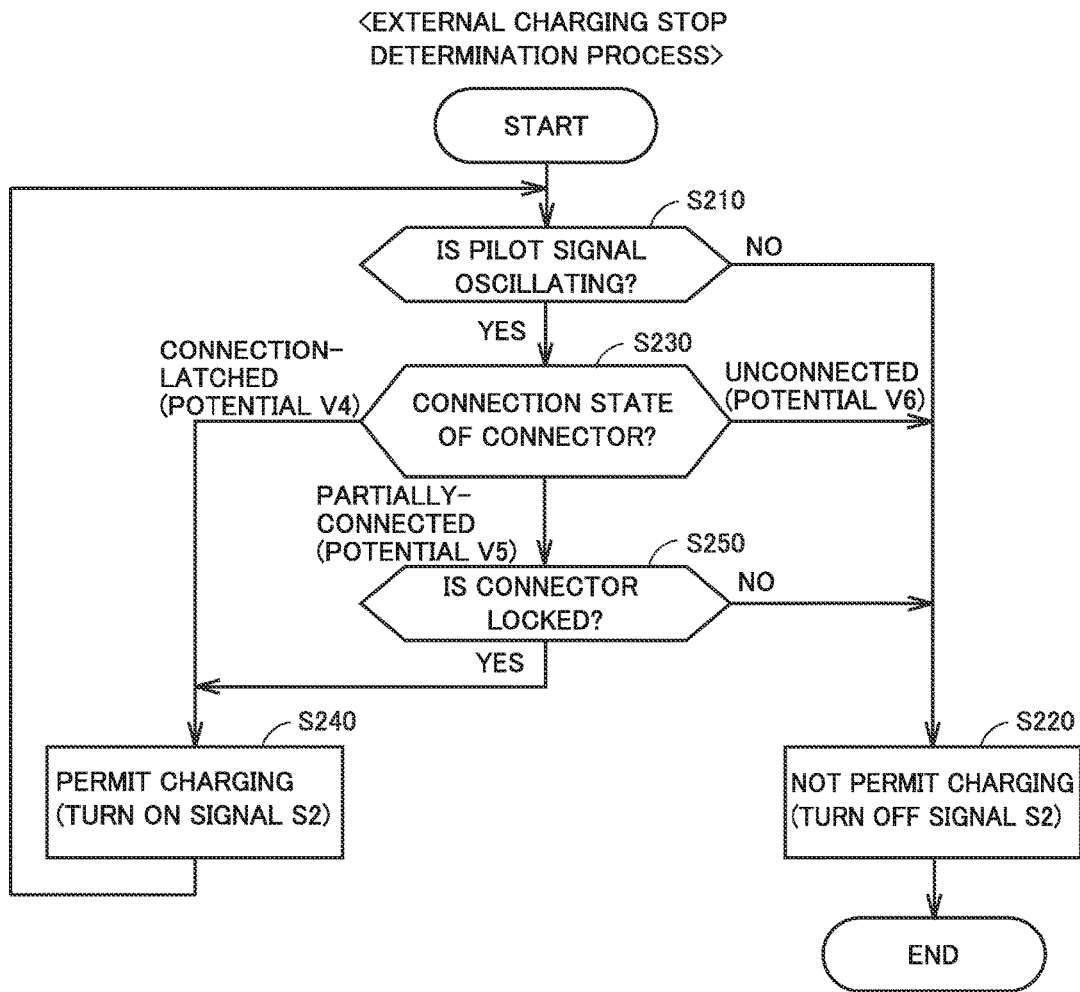 <EXTERNAL CHARGING STOP
DETERMINATION PROCESS>
START
S210
IS PILOT SIGNAL
OSCILLATING?
NO
YES
S230
CONNECTION-
LATCHED
(POTENTIAL V4)
CONNECTION STATE
OF CONNECTOR?
UNCONNECTED
(POTENTIAL V6)
PARTIALLY-
CONNECTED
(POTENTIAL V5)
S250
IS CONNECTOR
LOCKED?
NO
YES
S240
PERMIT CHARGING
(TURN ON SIGNAL S2)
S220
NOT PERMIT CHARGING
(TURN OFF SIGNAL S2)
END